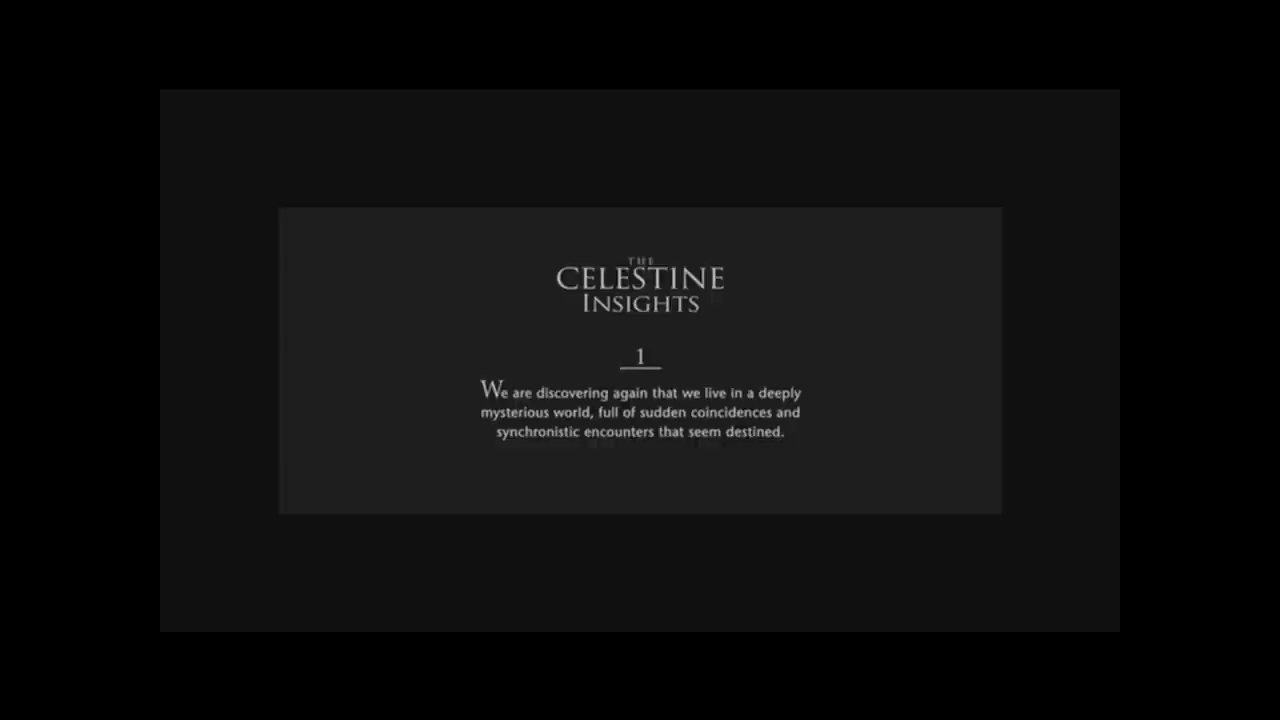 THE
CELESTINE
INSIGHTS
1
We are discovering again that we live in a deeply
mysterious world, full of sudden coincidences and
synchronistic encounters that seem destined.